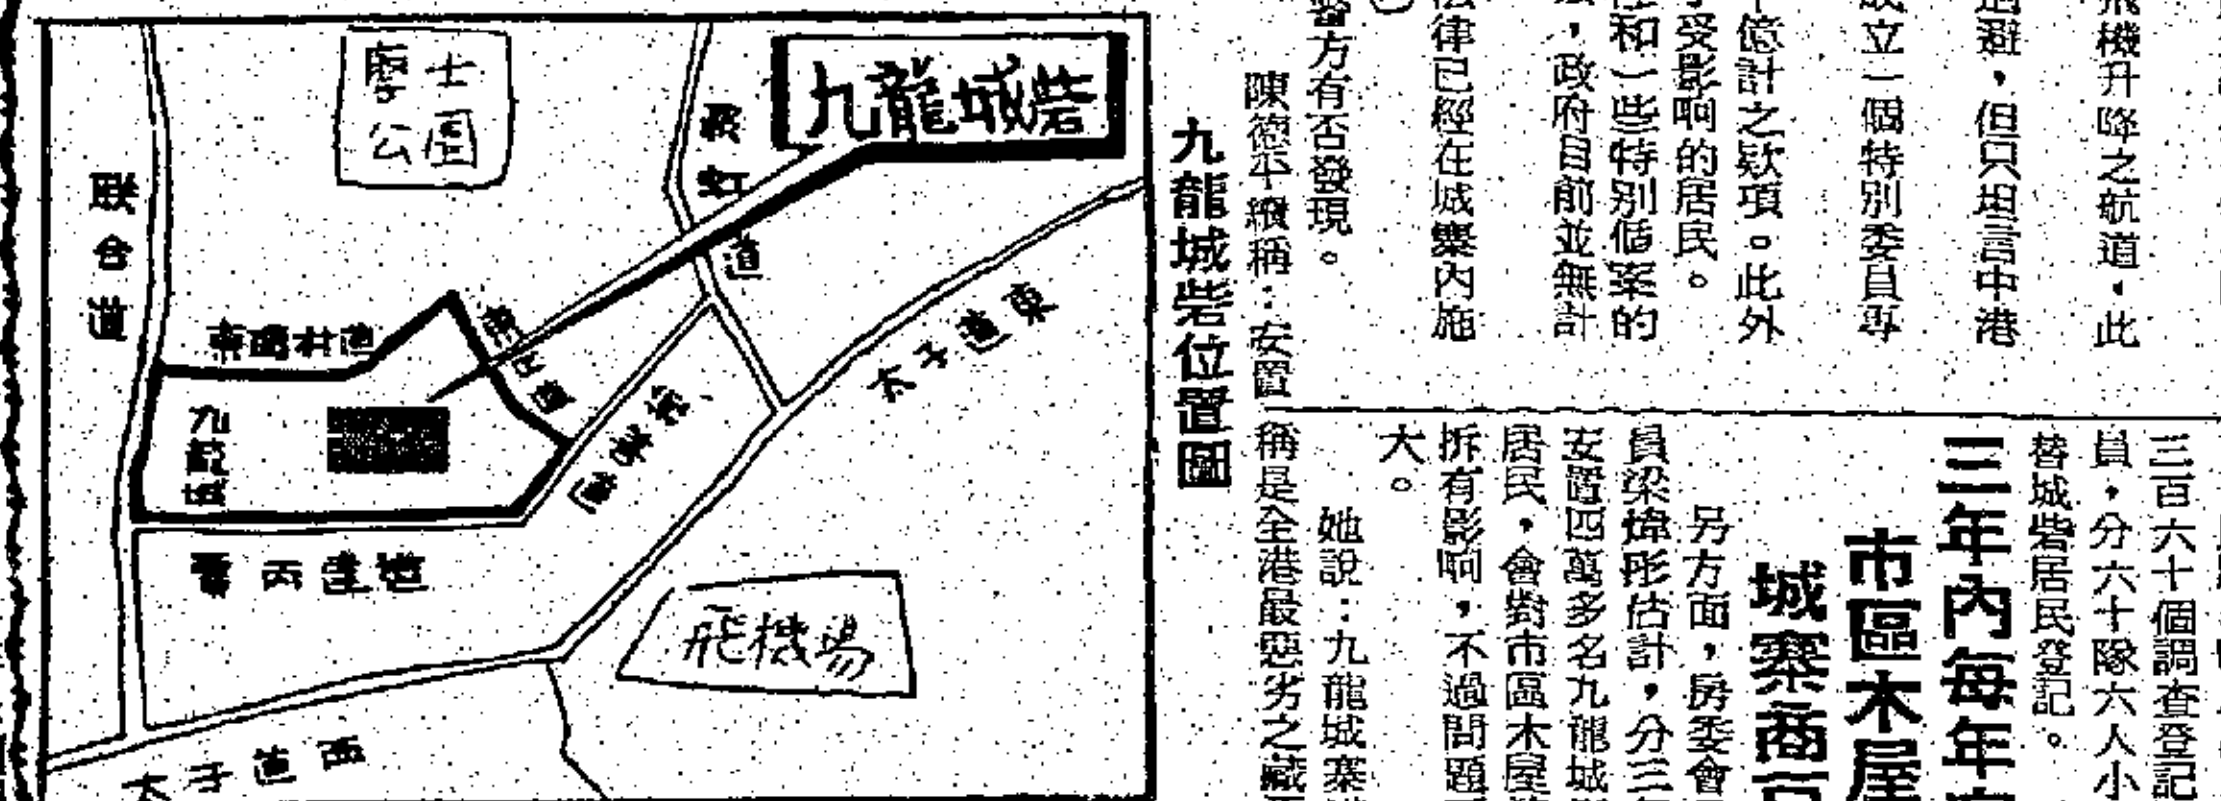 飛機升降之航道，此
迴避，但只坦言中港
成立一個特別委員專
億計之欵項。此外
受影响的居民。
和一些特別個案的
，政府目前並無計
法律已經在城寨內施
警方有否發現。
陳德平續稱：安置
九龍城砦位置圖
九龍城砦
摩士公園
聯合道
彩虹道
太子道東
東頭村道
東正道
九龍城
賈炳達道
飛機場
太子道西
三百六十個調查登記
員，分六十隊六人小
替城砦居民登記。
三年內每年
市區木屋
城寨商
另方面，房委會
員梁煒彤估計，分三年
安置四萬多名九龍城
居民，會對市區木屋
拆有影响，不過問題
大。
她說：九龍城寨
稱是全港最惡劣之藏